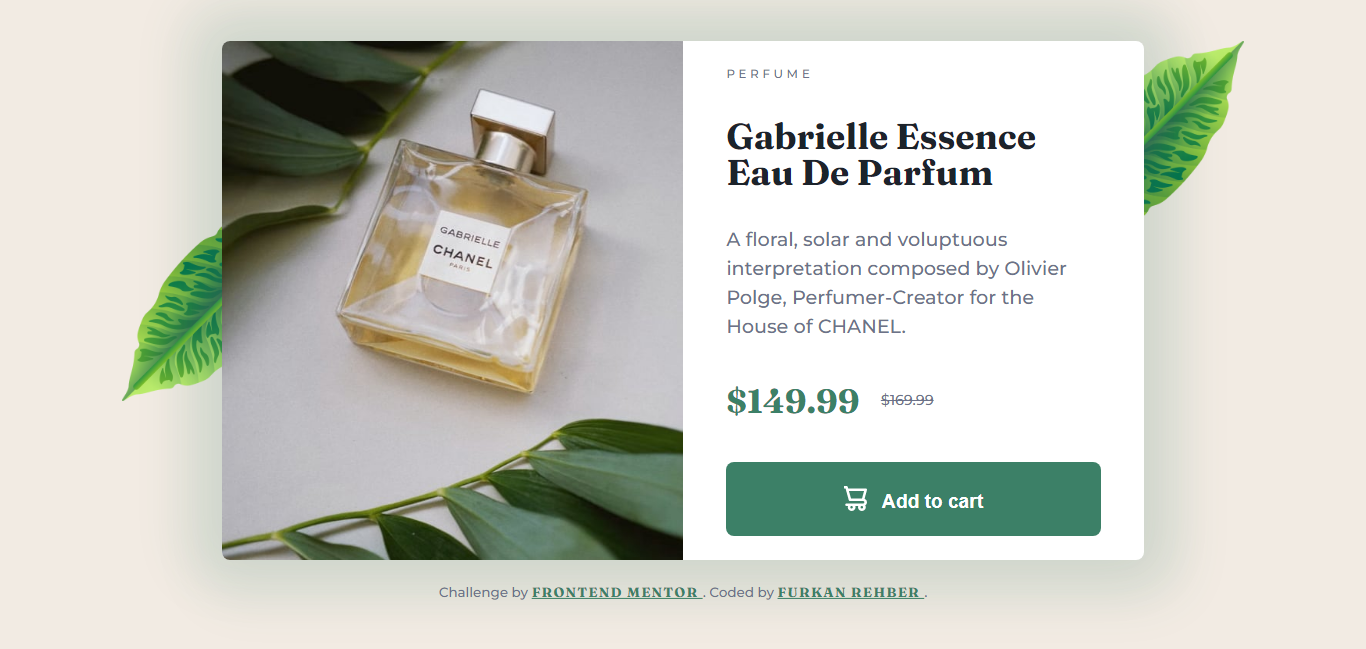 GABRIELLE
CHANEL
PARIS
PERFUME
Gabrielle Essence
Eau De Parfum
A floral, solar and voluptuous
interpretation composed by Olivier
Polge, Perfumer-Creator for the
House of CHANEL.
$149.99 $169.99
Add to cart
Challenge by FRONTEND MENTOR . Coded by FURKAN REHBER .